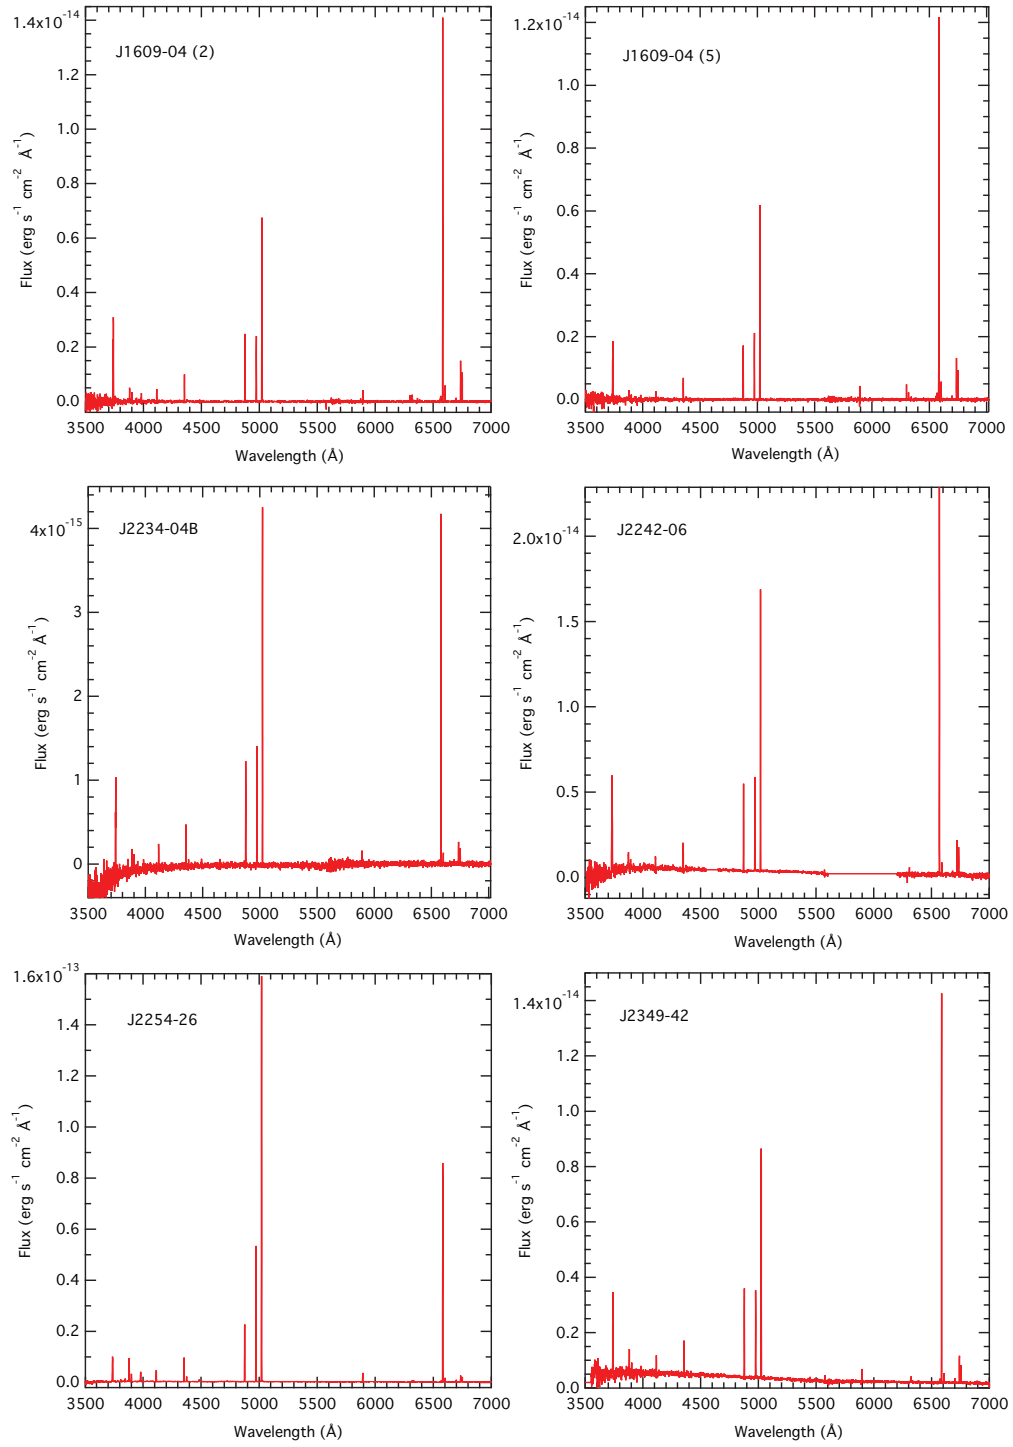 1.4x10⁻¹⁴
1.2
1.0
0.8
0.6
0.4
0.2
0.0
J1609-04 (2)
Flux (erg s⁻¹ cm⁻² Å⁻¹)
3500 4000 4500 5000 5500 6000 6500 7000
Wavelength (Å)
1.2x10⁻¹⁴
1.0
0.8
0.6
0.4
0.2
0.0
J1609-04 (5)
Flux (erg s⁻¹ cm⁻² Å⁻¹)
3500 4000 4500 5000 5500 6000 6500 7000
Wavelength (Å)
4x10⁻¹⁵
3
2
1
0
J2234-04B
Flux (erg s⁻¹ cm⁻² Å⁻¹)
3500 4000 4500 5000 5500 6000 6500 7000
Wavelength (Å)
2.0x10⁻¹⁴
1.5
1.0
0.5
0.0
J2242-06
Flux (erg s⁻¹ cm⁻² Å⁻¹)
3500 4000 4500 5000 5500 6000 6500 7000
Wavelength (Å)
1.6x10⁻¹³
1.4
1.2
1.0
0.8
0.6
0.4
0.2
0.0
J2254-26
Flux (erg s⁻¹ cm⁻² Å⁻¹)
3500 4000 4500 5000 5500 6000 6500 7000
Wavelength (Å)
1.4x10⁻¹⁴
1.2
1.0
0.8
0.6
0.4
0.2
0.0
J2349-42
Flux (erg s⁻¹ cm⁻² Å⁻¹)
3500 4000 4500 5000 5500 6000 6500 7000
Wavelength (Å)